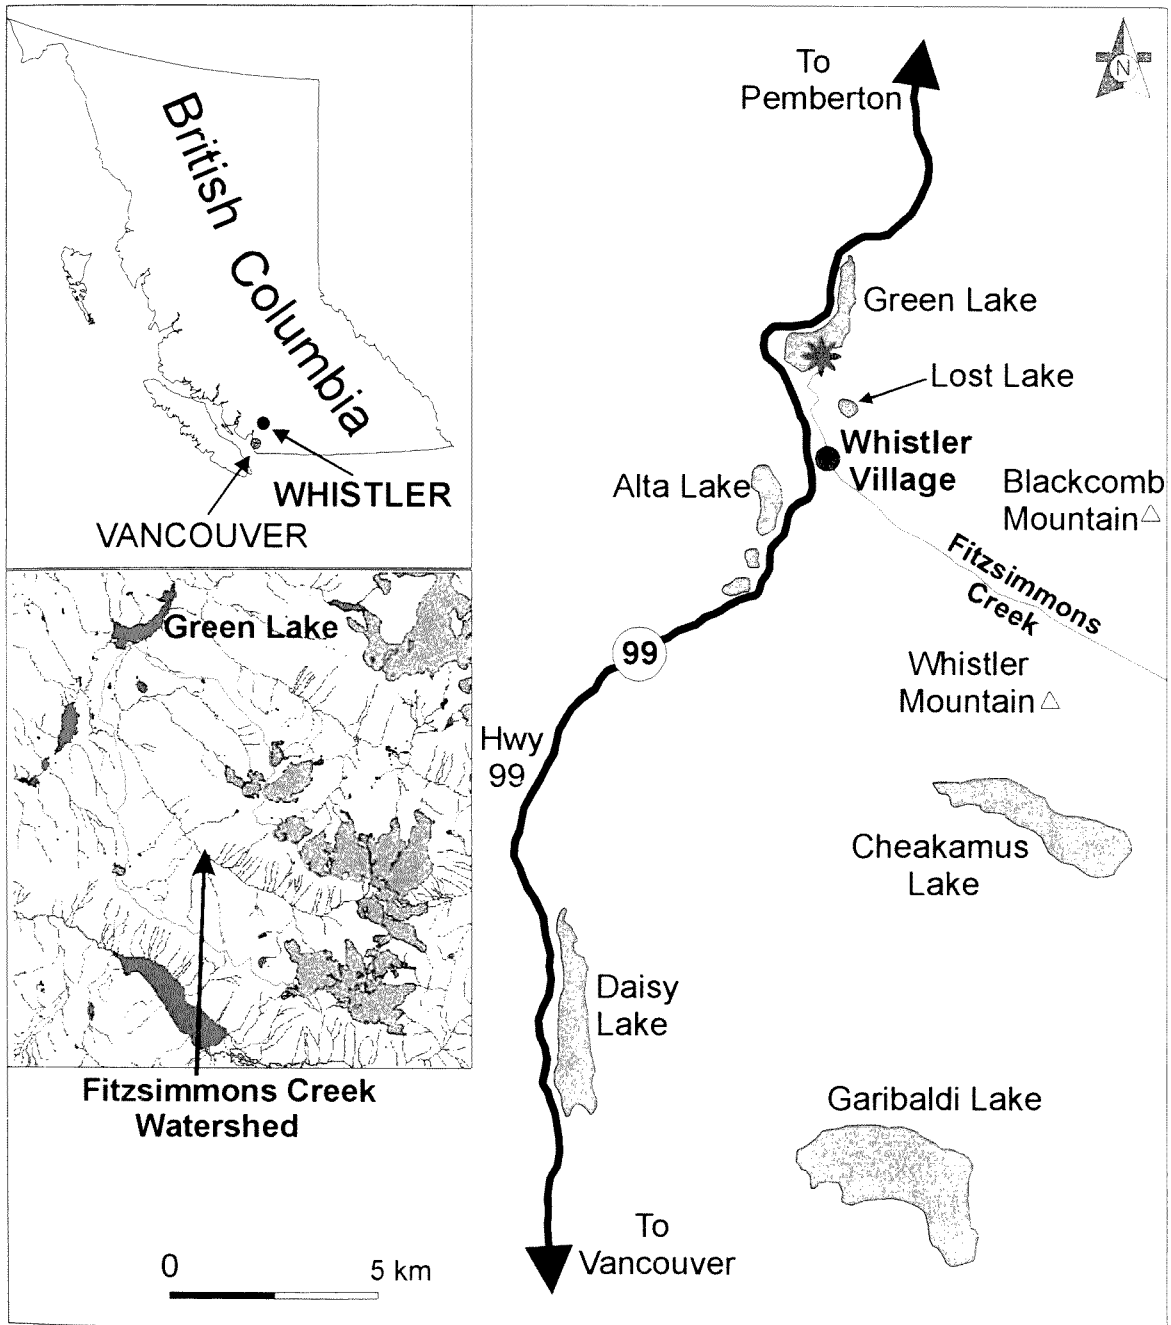 British Columbia
WHISTLER
VANCOUVER
To
Pemberton
N
Green Lake
Lost Lake
Whistler
Village
Alta Lake
Blackcomb
Mountain
Fitzsimmons
Creek
99
Whistler
Mountain
Hwy
99
Cheakamus
Lake
Daisy
Lake
Garibaldi Lake
To
Vancouver
Green Lake
Fitzsimmons Creek
Watershed
0
5 km